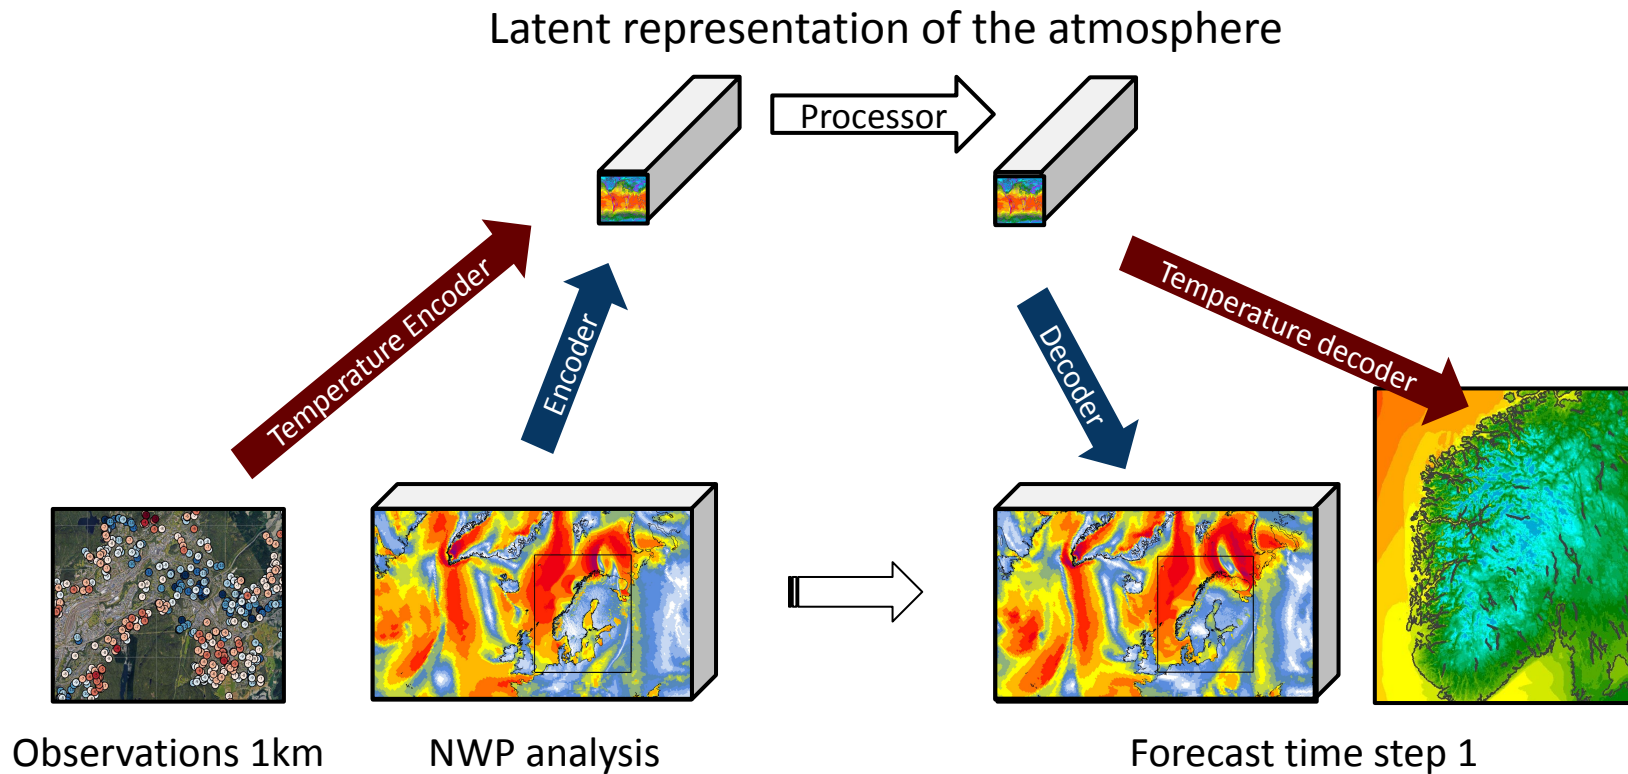 Latent representation of the atmosphere
Processor
Temperature Encoder
Encoder
Decoder
Temperature decoder
Observations 1km
NWP analysis
Forecast time step 1